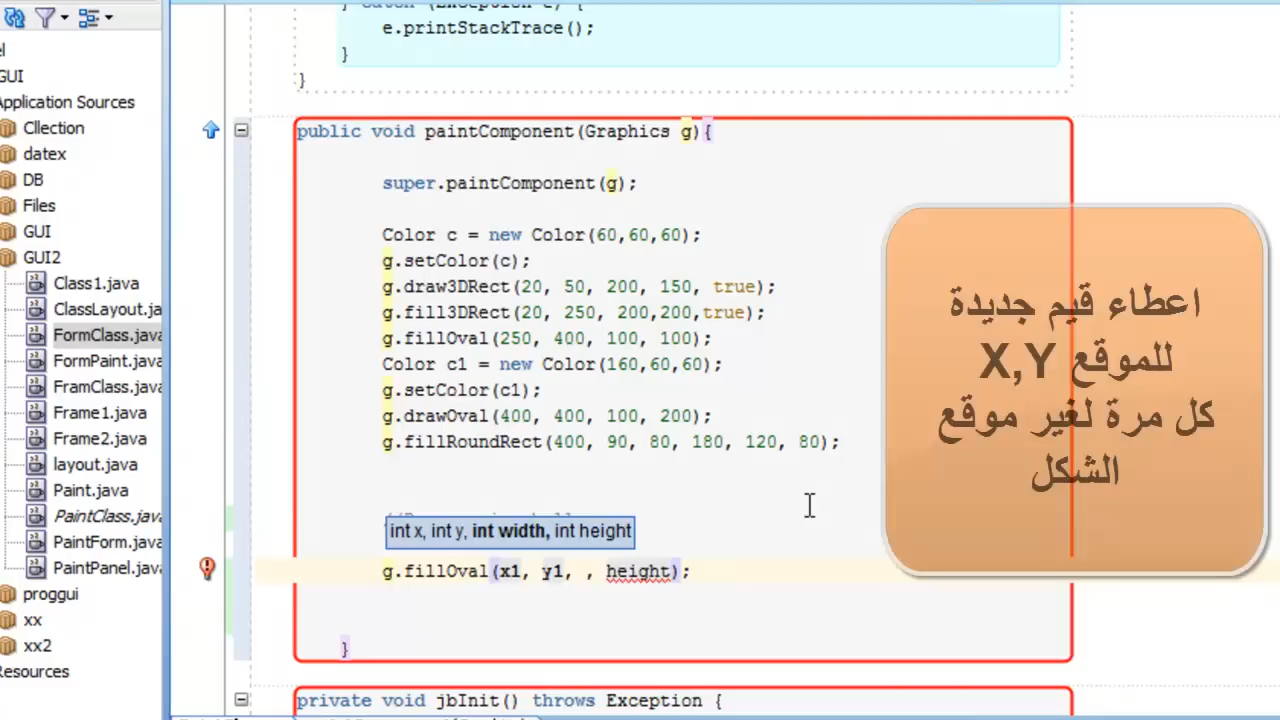 e.printStackTrace();
}
}
GUI
Application Sources
Cllection
datex
DB
Files
GUI
GUI2
Class1.java
ClassLayout.ja
FormClass.java
FormPaint.java
FramClass.java
Frame1.java
Frame2.java
layout.java
Paint.java
PaintClass.java
PaintForm.java
PaintPanel.java
proggui
xx
xx2
Resources
public void paintComponent(Graphics g){
super.paintComponent(g);
Color c = new Color(60,60,60);
g.setColor(c);
g.draw3DRect(20, 50, 200, 150, true);
g.fill3DRect(20, 250, 200,200,true);
g.fillOval(250, 400, 100, 100);
Color c1 = new Color(160,60,60);
g.setColor(c1);
g.drawOval(400, 400, 100, 200);
g.fillRoundRect(400, 90, 80, 180, 120, 80);
int x, int y, int width, int height
g.fillOval(x1, y1, , height);
}
private void jbInit() throws Exception {
اعطاء قيم جديدة
للموقع X,Y
كل مرة لغير موقع
الشكل